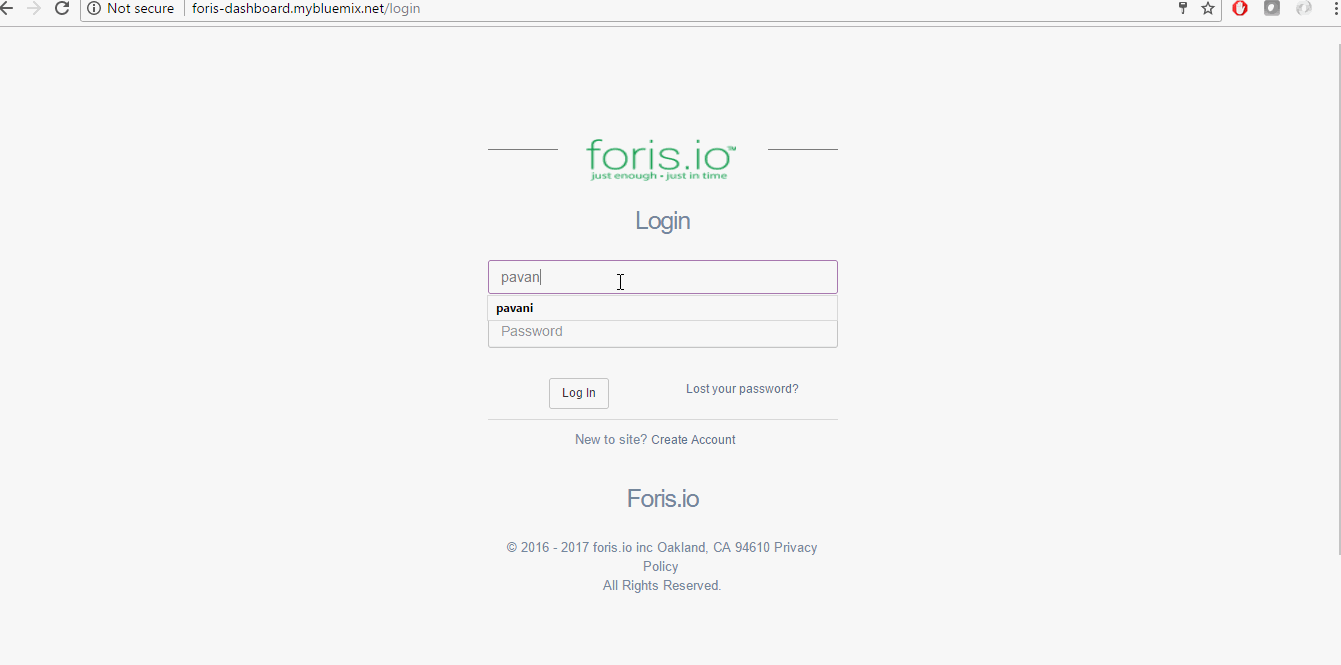 Not secure foris-dashboard.mybluemix.net/login
foris.io™
just enough - just in time
Login
pavan
pavani
Password
Log In Lost your password?
New to site? Create Account
Foris.io
© 2016 - 2017 foris.io inc Oakland, CA 94610 Privacy
Policy
All Rights Reserved.